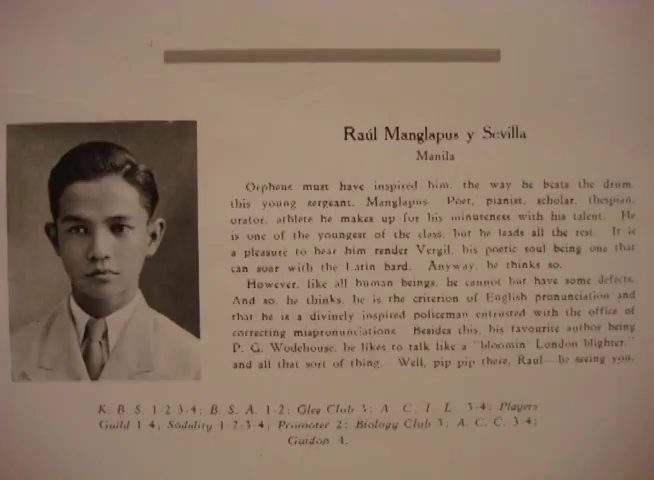 Raúl Manglapus y Sevilla
Manila
Orpheus must have inspired him, the way he beats the drum,
this young sergeant, Manglapus. Poet, pianist, scholar, thespian,
orator, athlete he makes up for his minuteness with his talent. He
is one of the youngest of the class, but he leads all the rest. It is
a pleasure to hear him render Vergil, his poetic soul being one that
can soar with the Latin bard. Anyway, he thinks so.
However, like all human beings, he cannot but have some defects.
And so, he thinks, he is the criterion of English pronunciation and
that he is a divinely inspired policeman entrusted with the office of
correcting mispronunciations. Besides this, his favourite author being
P. G. Wodehouse, he likes to talk like a "bloomin' London blighter,"
and all that sort of thing. Well, pip pip there, Raul—be seeing you.
K. B. S. 1-2-3-4; B. S. A. 1-2; Glee Club 3; A. C. I. L. 3-4; Players
Guild 1-4, Sodality 1-2-3-4; Promoter 2; Biology Club 3; A. C. C. 3-4;
Guidon 4.